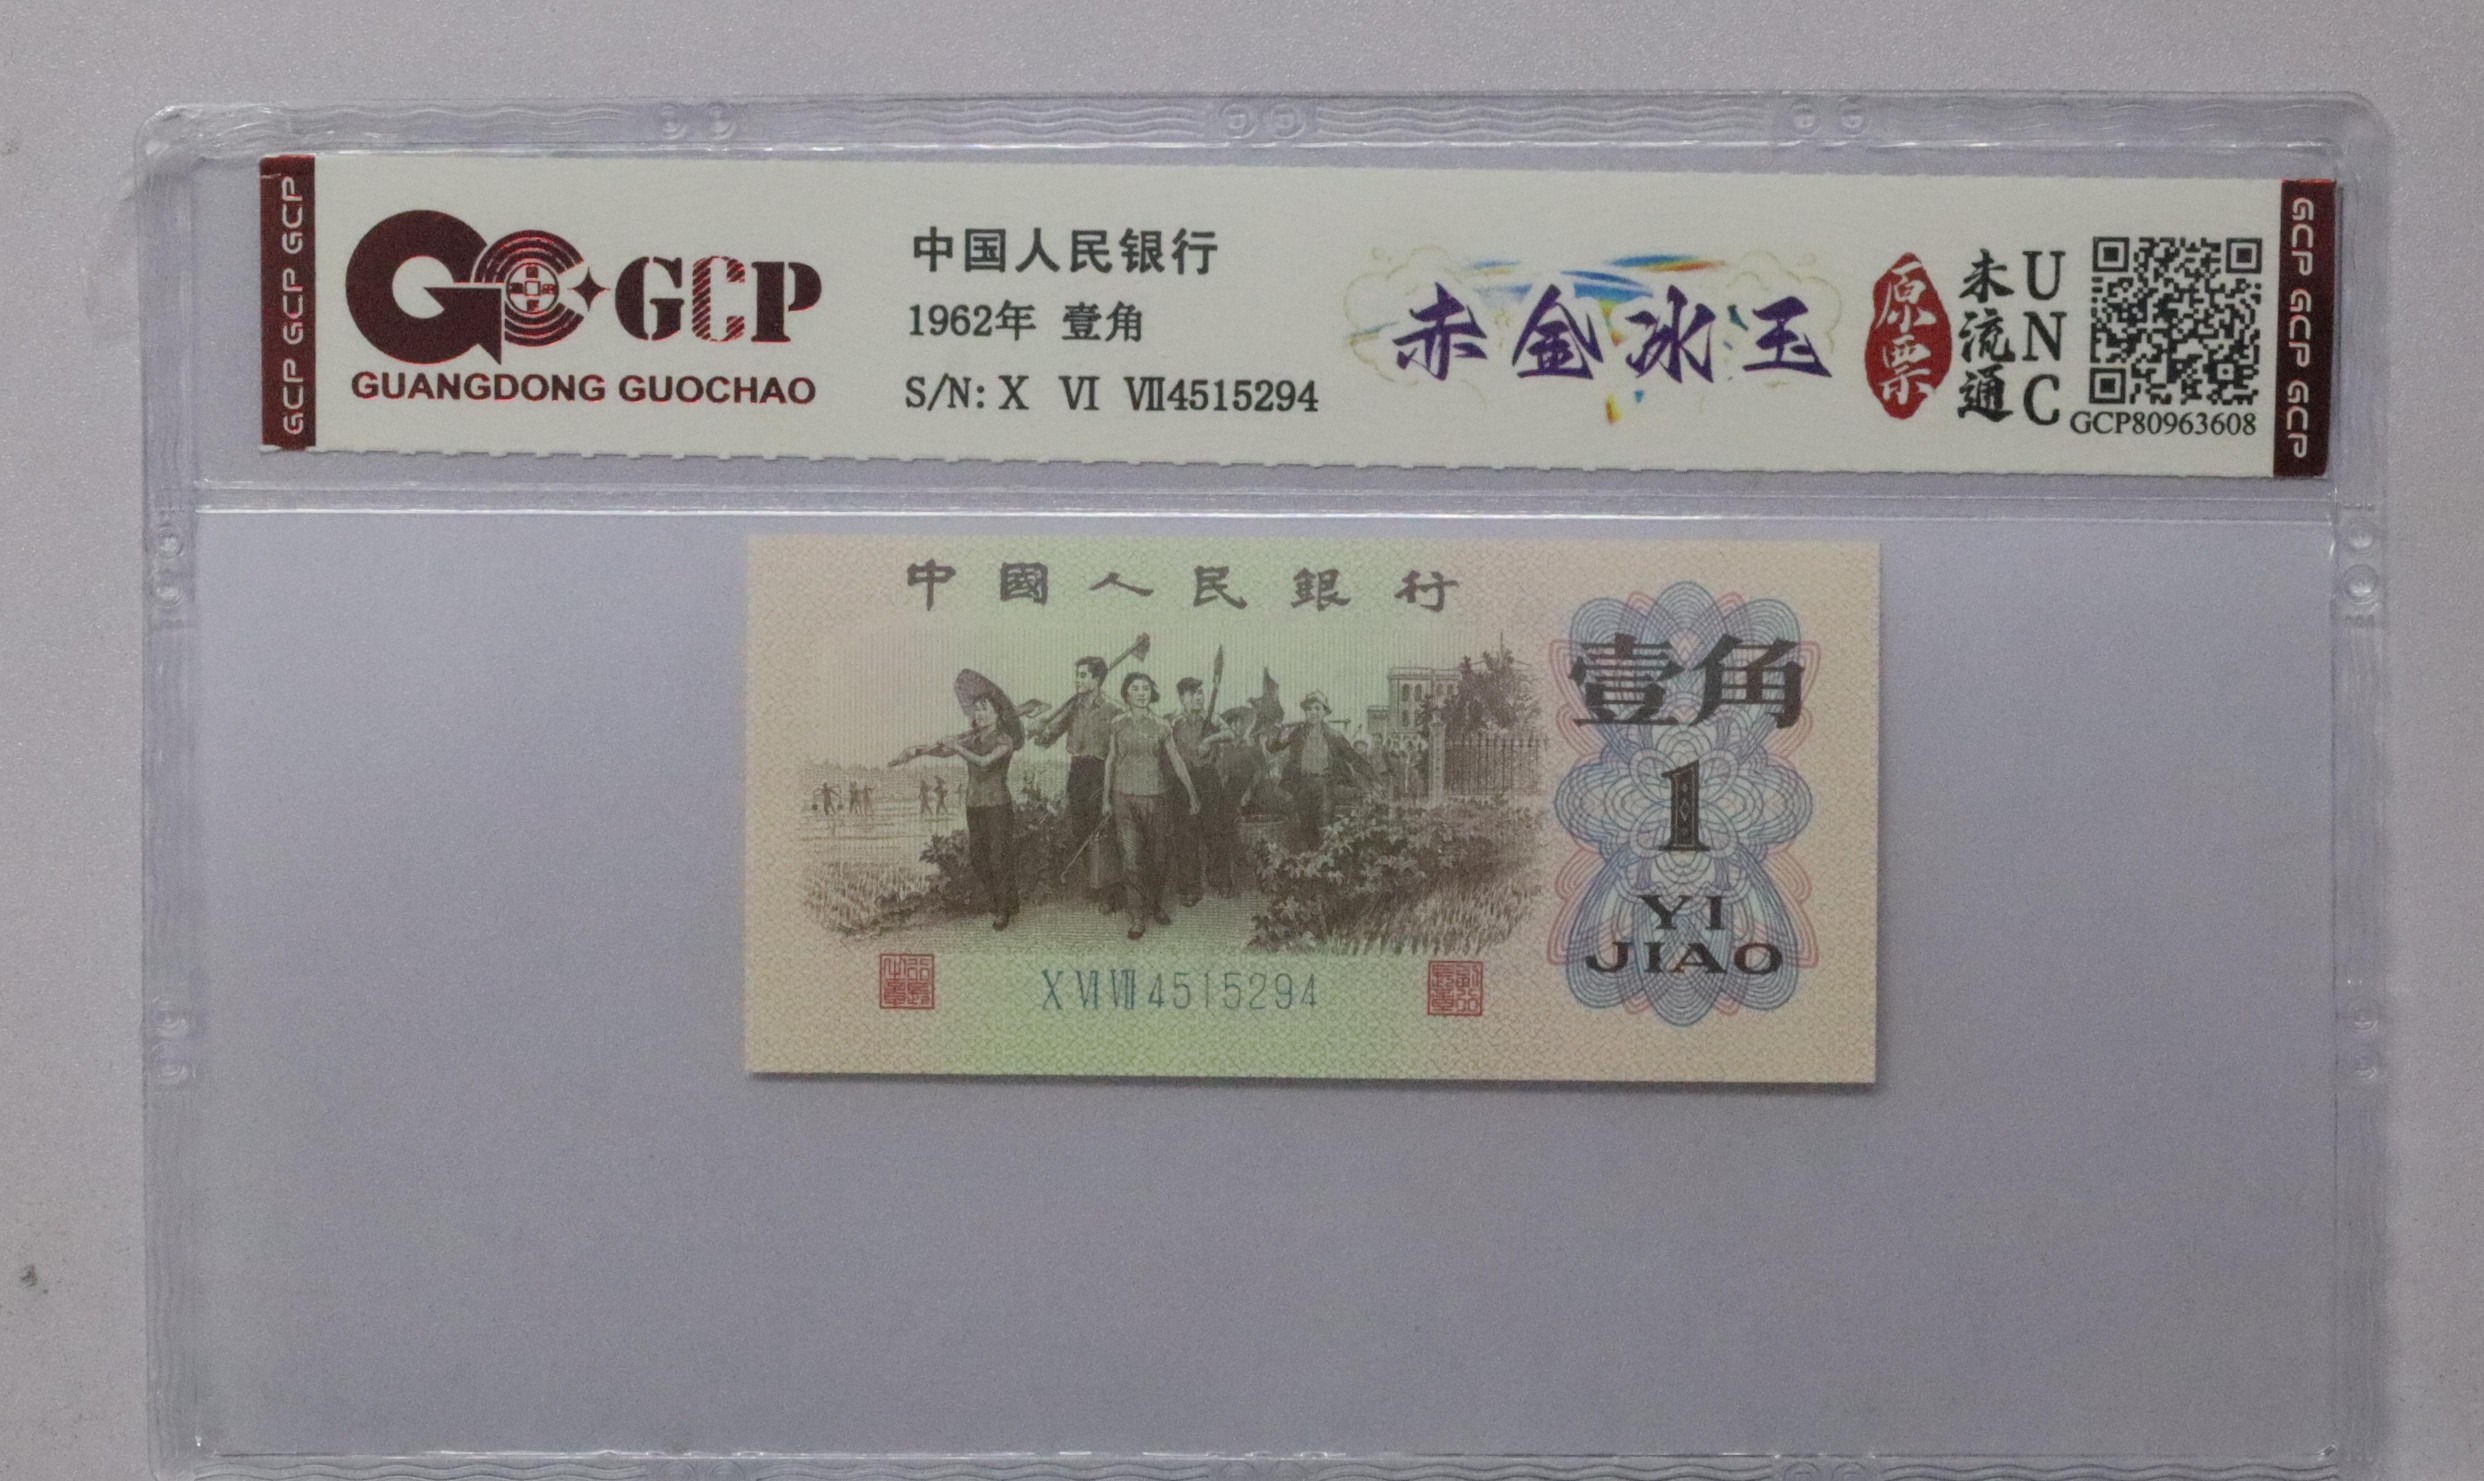 GCP GCP GCP
GCP
GUANGDONG GUOCHAO
中国人民银行
1962年 壹角
S/N: X VI VII4515294
赤金冰玉
原票
未流通
UNC
GCP80963608
GCP GCP GCP
中國人民銀行
壹角
1
YI
JIAO
X VI VII 4515294